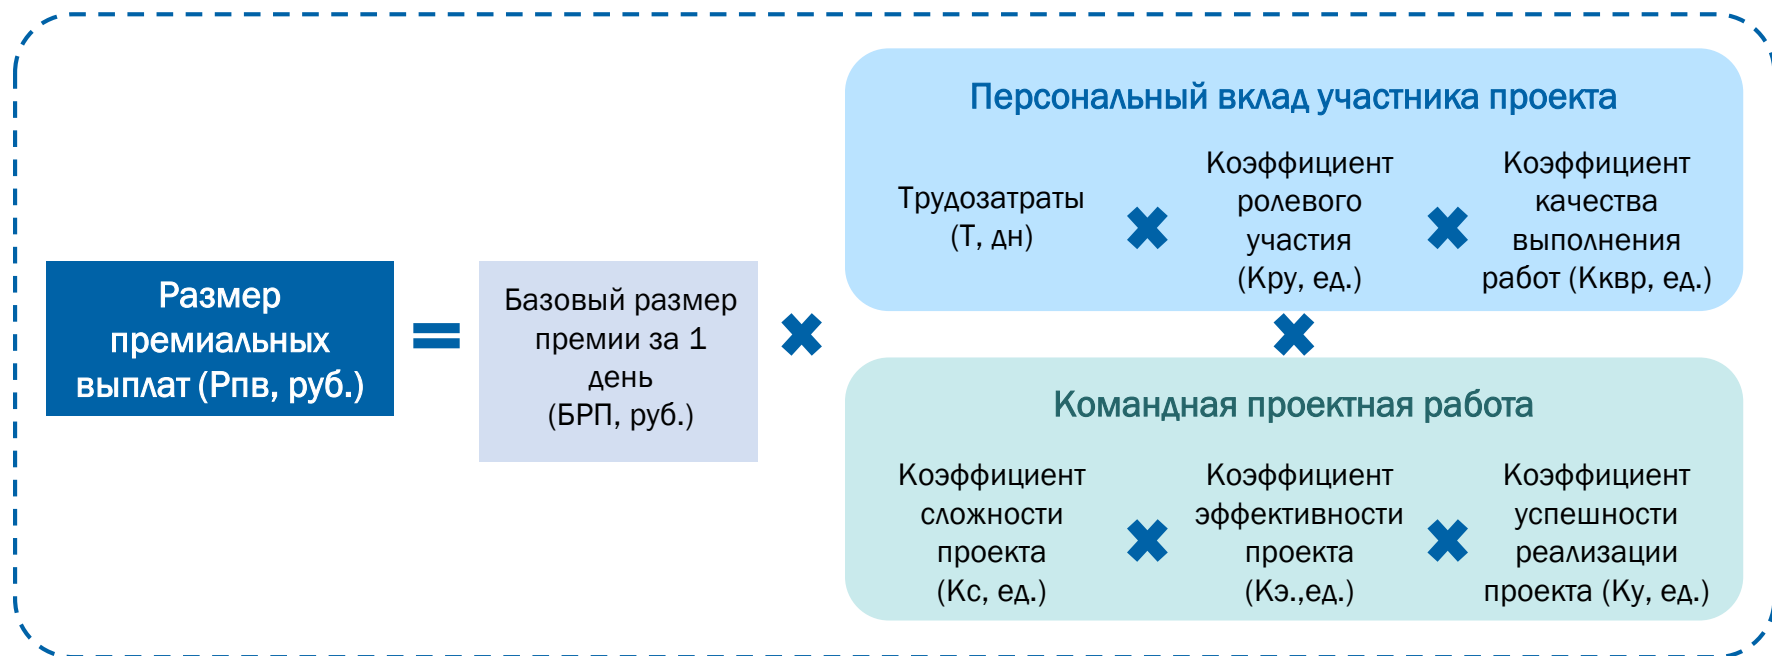 Размер
премиальных
выплат (Рпв, руб.)
=
Базовый размер
премии за 1
день
(БРП, руб.)
Персональный вклад участника проекта
Трудозатраты
(Т, дн)
Коэффициент
ролевого
участия
(Кру, ед.)
Коэффициент
качества
выполнения
работ (Кквр, ед.)
Командная проектная работа
Коэффициент
сложности
проекта
(Кс, ед.)
Коэффициент
эффективности
проекта
(Кэ.,ед.)
Коэффициент
успешности
реализации
проекта (Ку, ед.)